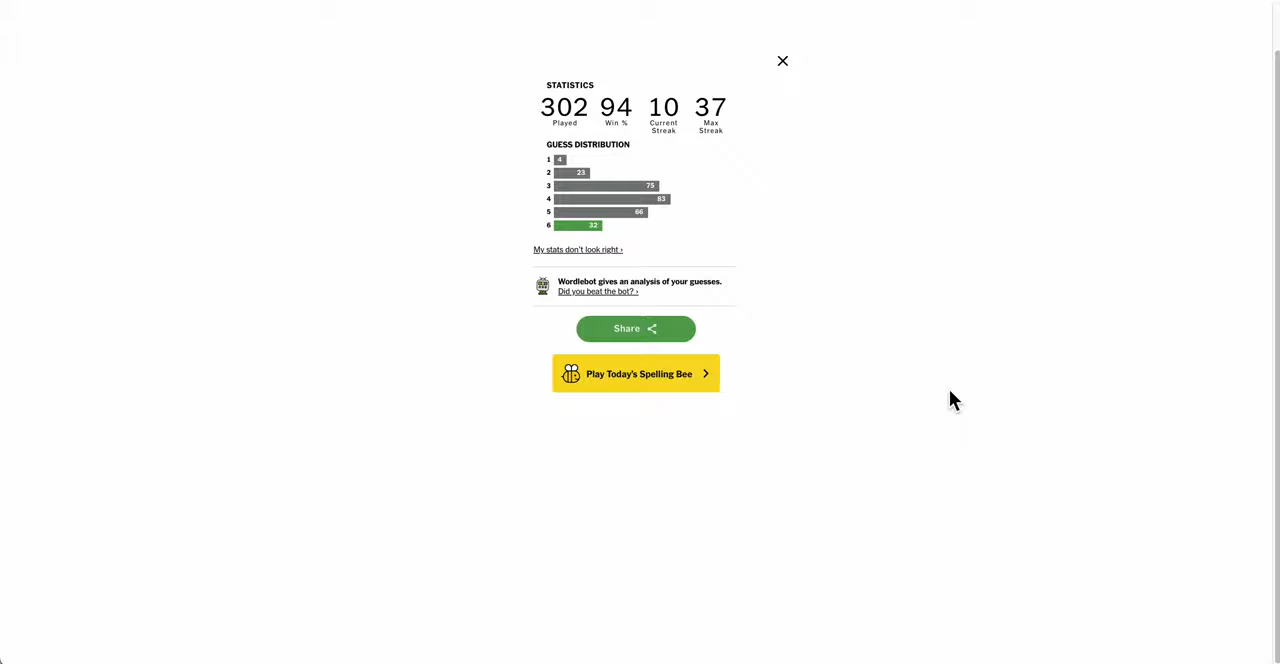 STATISTICS
302 94 10 37
Played Win % Current Streak Max Streak
GUESS DISTRIBUTION
1 4
2 23
3 75
4 83
5 66
6 32
My stats don't look right ›
Wordlebot gives an analysis of your guesses.
Did you beat the bot? ›
Share
Play Today's Spelling Bee